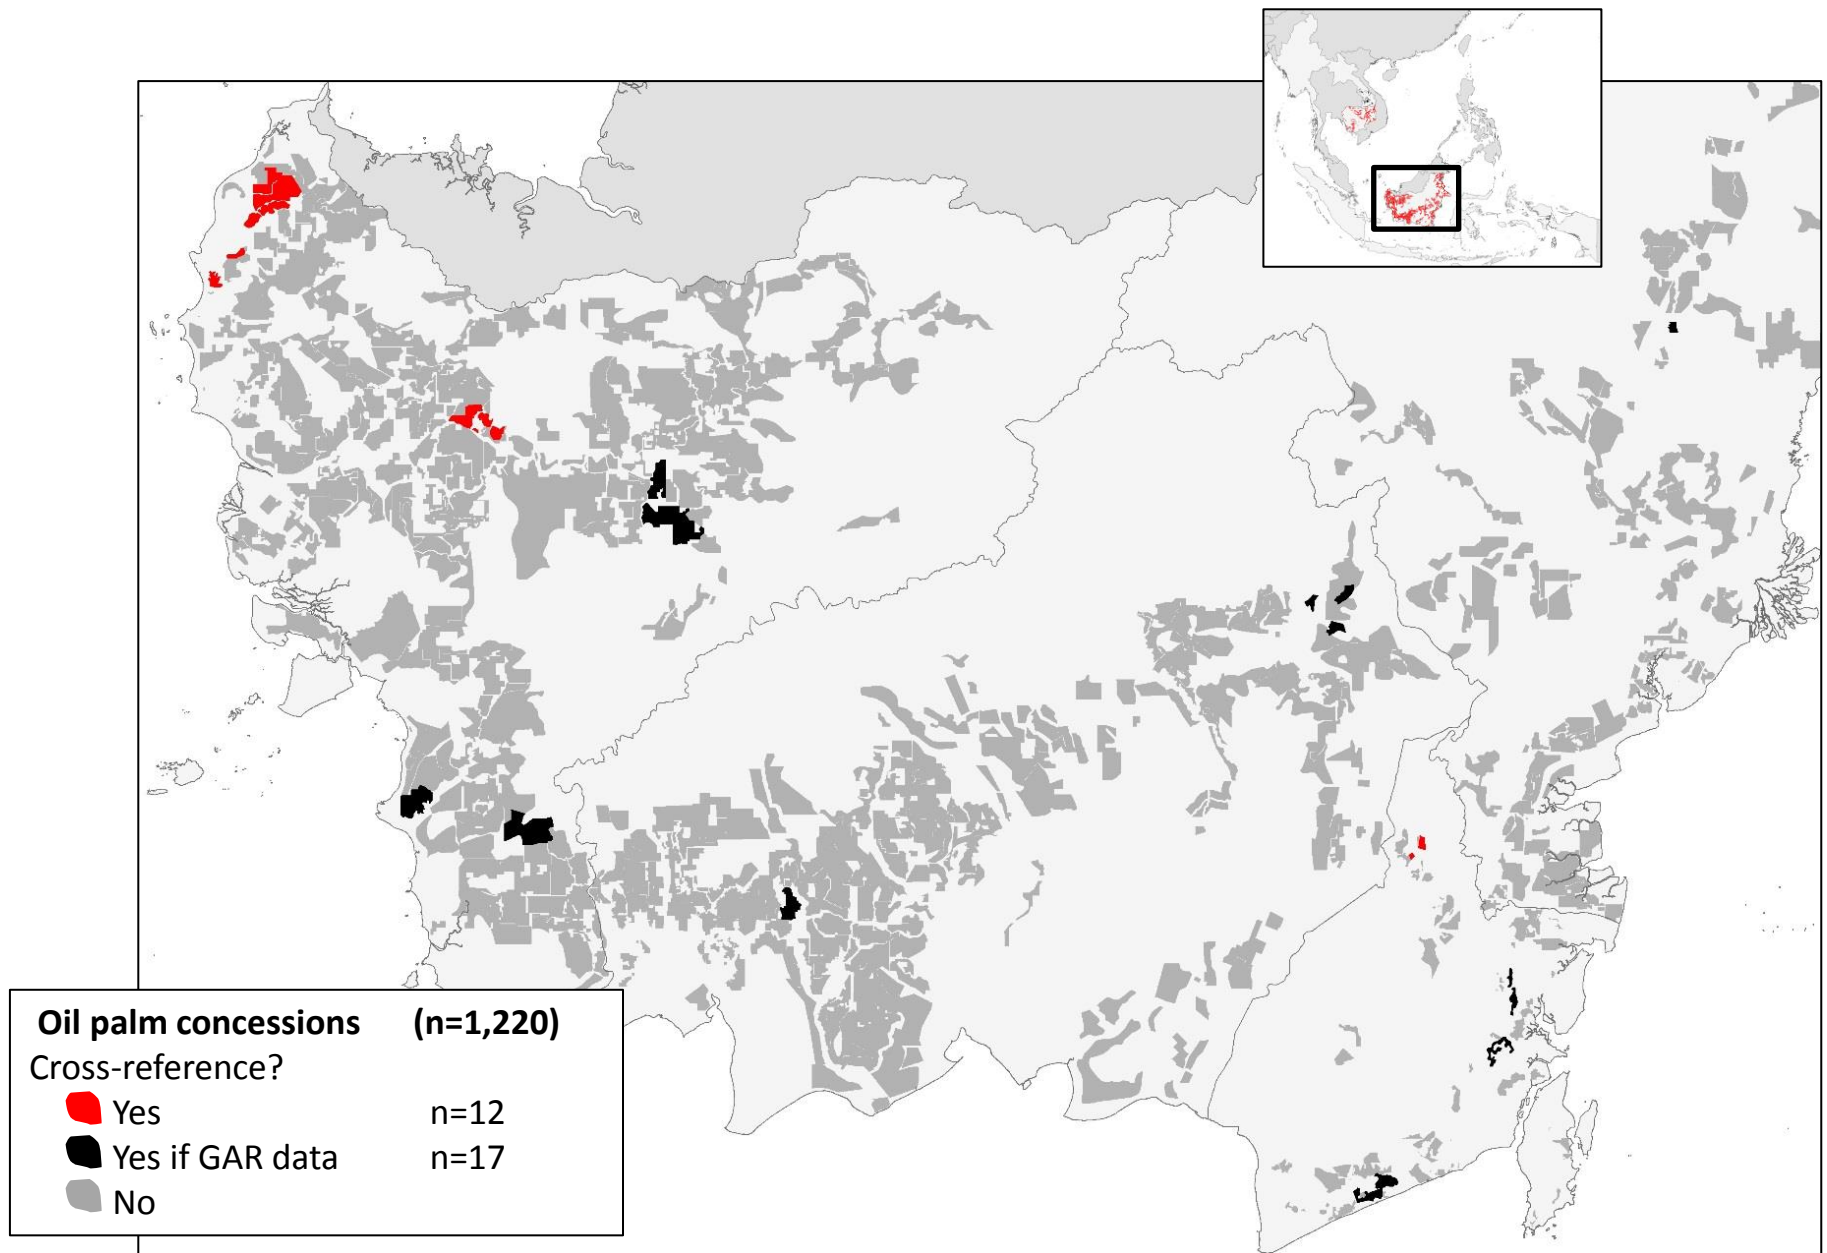 Oil palm concessions (n=1,220)
Cross-reference?
Yes n=12
Yes if GAR data n=17
No